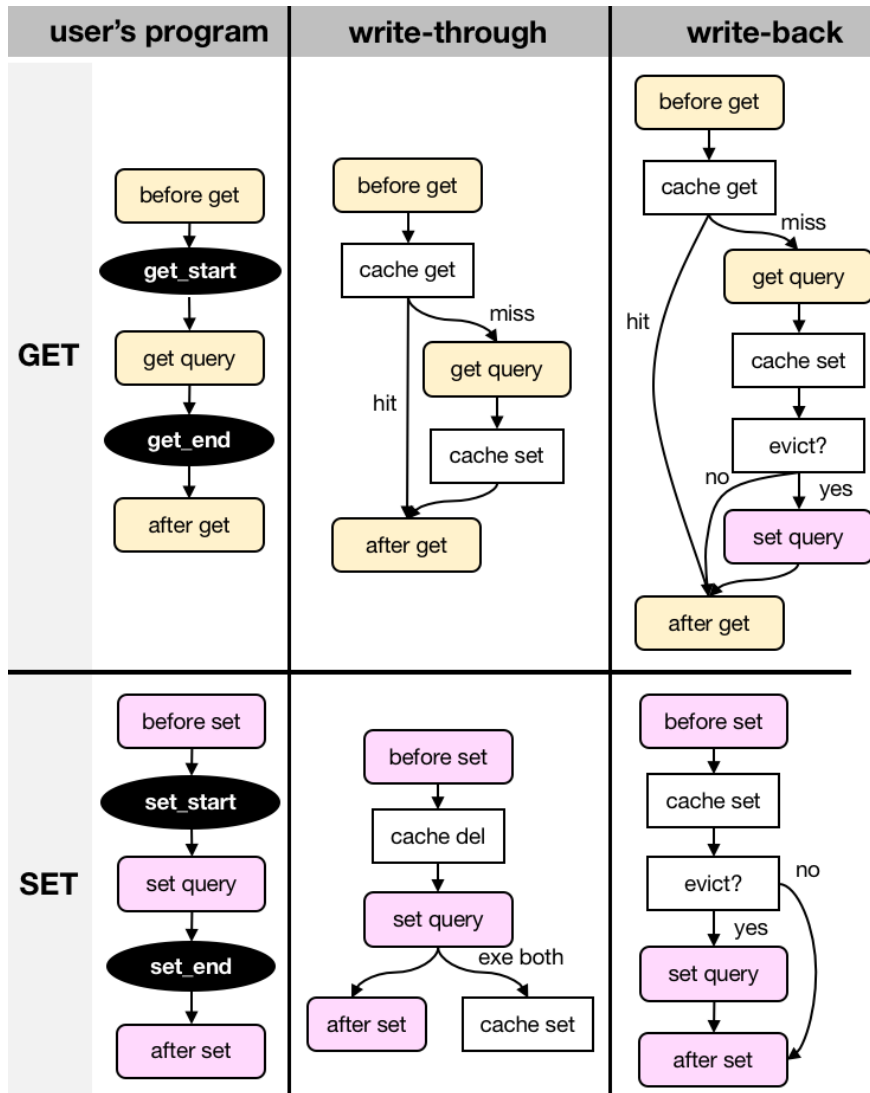 user's program
write-through
write-back
GET
before get
get_start
get query
get_end
after get
before get
cache get
miss
get query
hit
cache set
after get
before get
cache get
miss
get query
hit
cache set
evict?
no
yes
set query
after get
SET
before set
set_start
set query
set_end
after set
before set
cache del
set query
exe both
after set
cache set
before set
cache set
evict?
no
yes
set query
after set